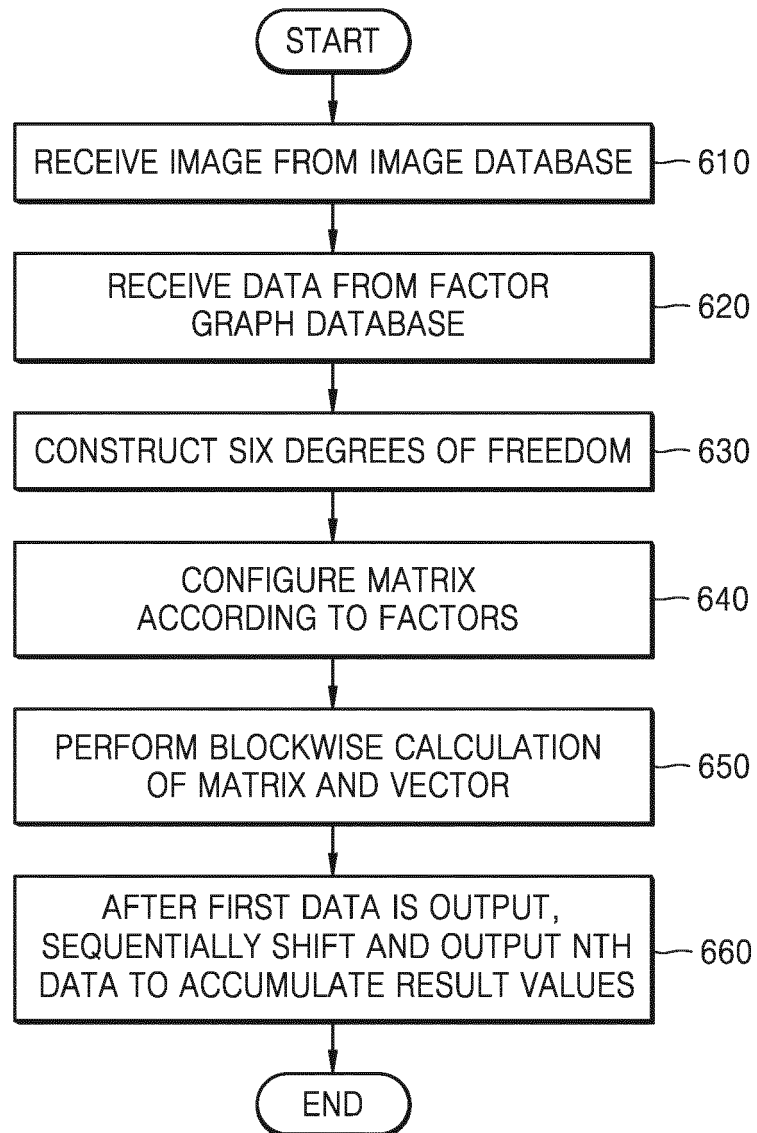 START
RECEIVE IMAGE FROM IMAGE DATABASE
610
RECEIVE DATA FROM FACTOR
GRAPH DATABASE
620
CONSTRUCT SIX DEGREES OF FREEDOM
630
CONFIGURE MATRIX
ACCORDING TO FACTORS
640
PERFORM BLOCKWISE CALCULATION
OF MATRIX AND VECTOR
650
AFTER FIRST DATA IS OUTPUT,
SEQUENTIALLY SHIFT AND OUTPUT NTH
DATA TO ACCUMULATE RESULT VALUES
660
END